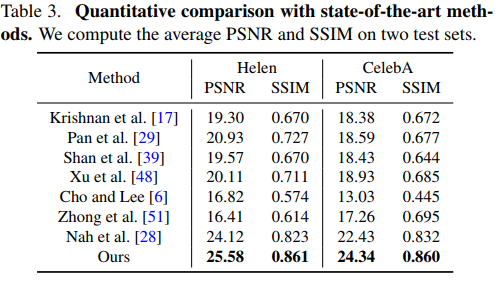 Table 3. Quantitative comparison with state-of-the-art meth-
ods. We compute the average PSNR and SSIM on two test sets.
Method Helen CelebA
PSNR SSIM PSNR SSIM
Krishnan et al. [17] 19.30 0.670 18.38 0.672
Pan et al. [29] 20.93 0.727 18.59 0.677
Shan et al. [39] 19.57 0.670 18.43 0.644
Xu et al. [48] 20.11 0.711 18.93 0.685
Cho and Lee [6] 16.82 0.574 13.03 0.445
Zhong et al. [51] 16.41 0.614 17.26 0.695
Nah et al. [28] 24.12 0.823 22.43 0.832
Ours 25.58 0.861 24.34 0.860